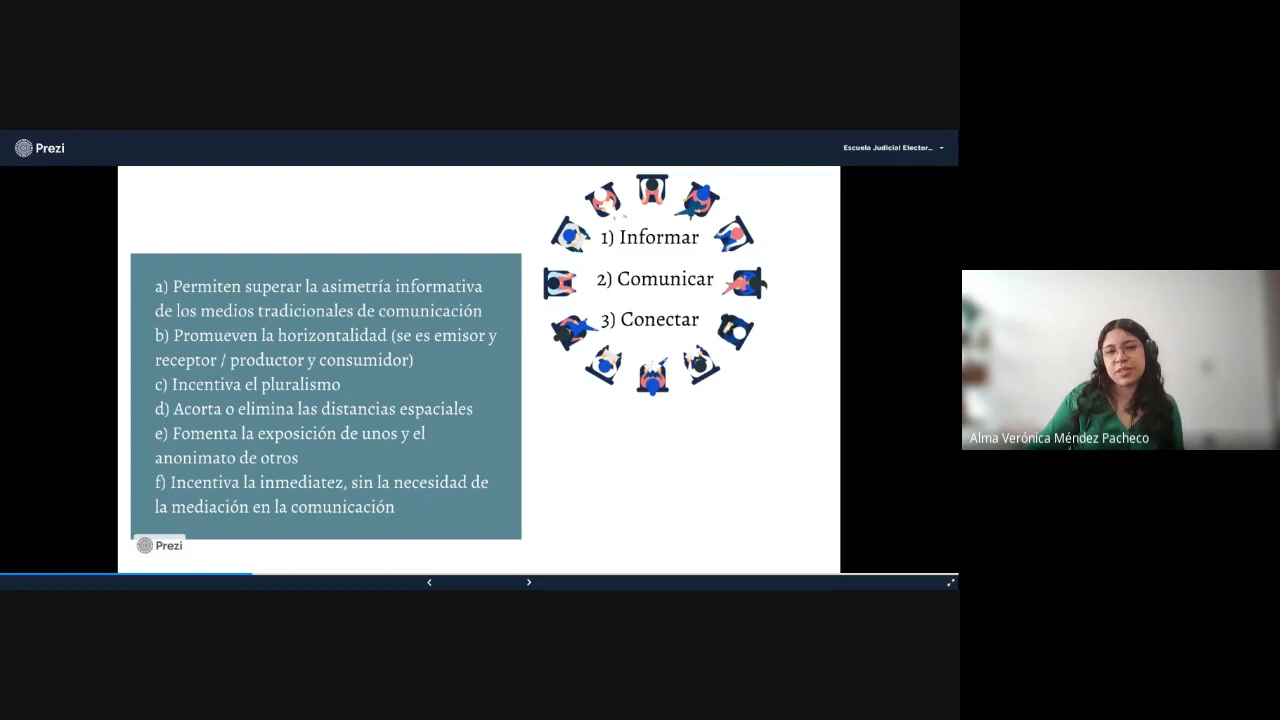 Prezi
Escuela Judicial Elector...
1) Informar
2) Comunicar
3) Conectar
a) Permiten superar la asimetría informativa
de los medios tradicionales de comunicación
b) Promueven la horizontalidad (se es emisor y
receptor / productor y consumidor)
c) Incentiva el pluralismo
d) Acorta o elimina las distancias espaciales
e) Fomenta la exposición de unos y el
anonimato de otros
f) Incentiva la inmediatez, sin la necesidad de
la mediación en la comunicación
Prezi
Alma Verónica Méndez Pacheco